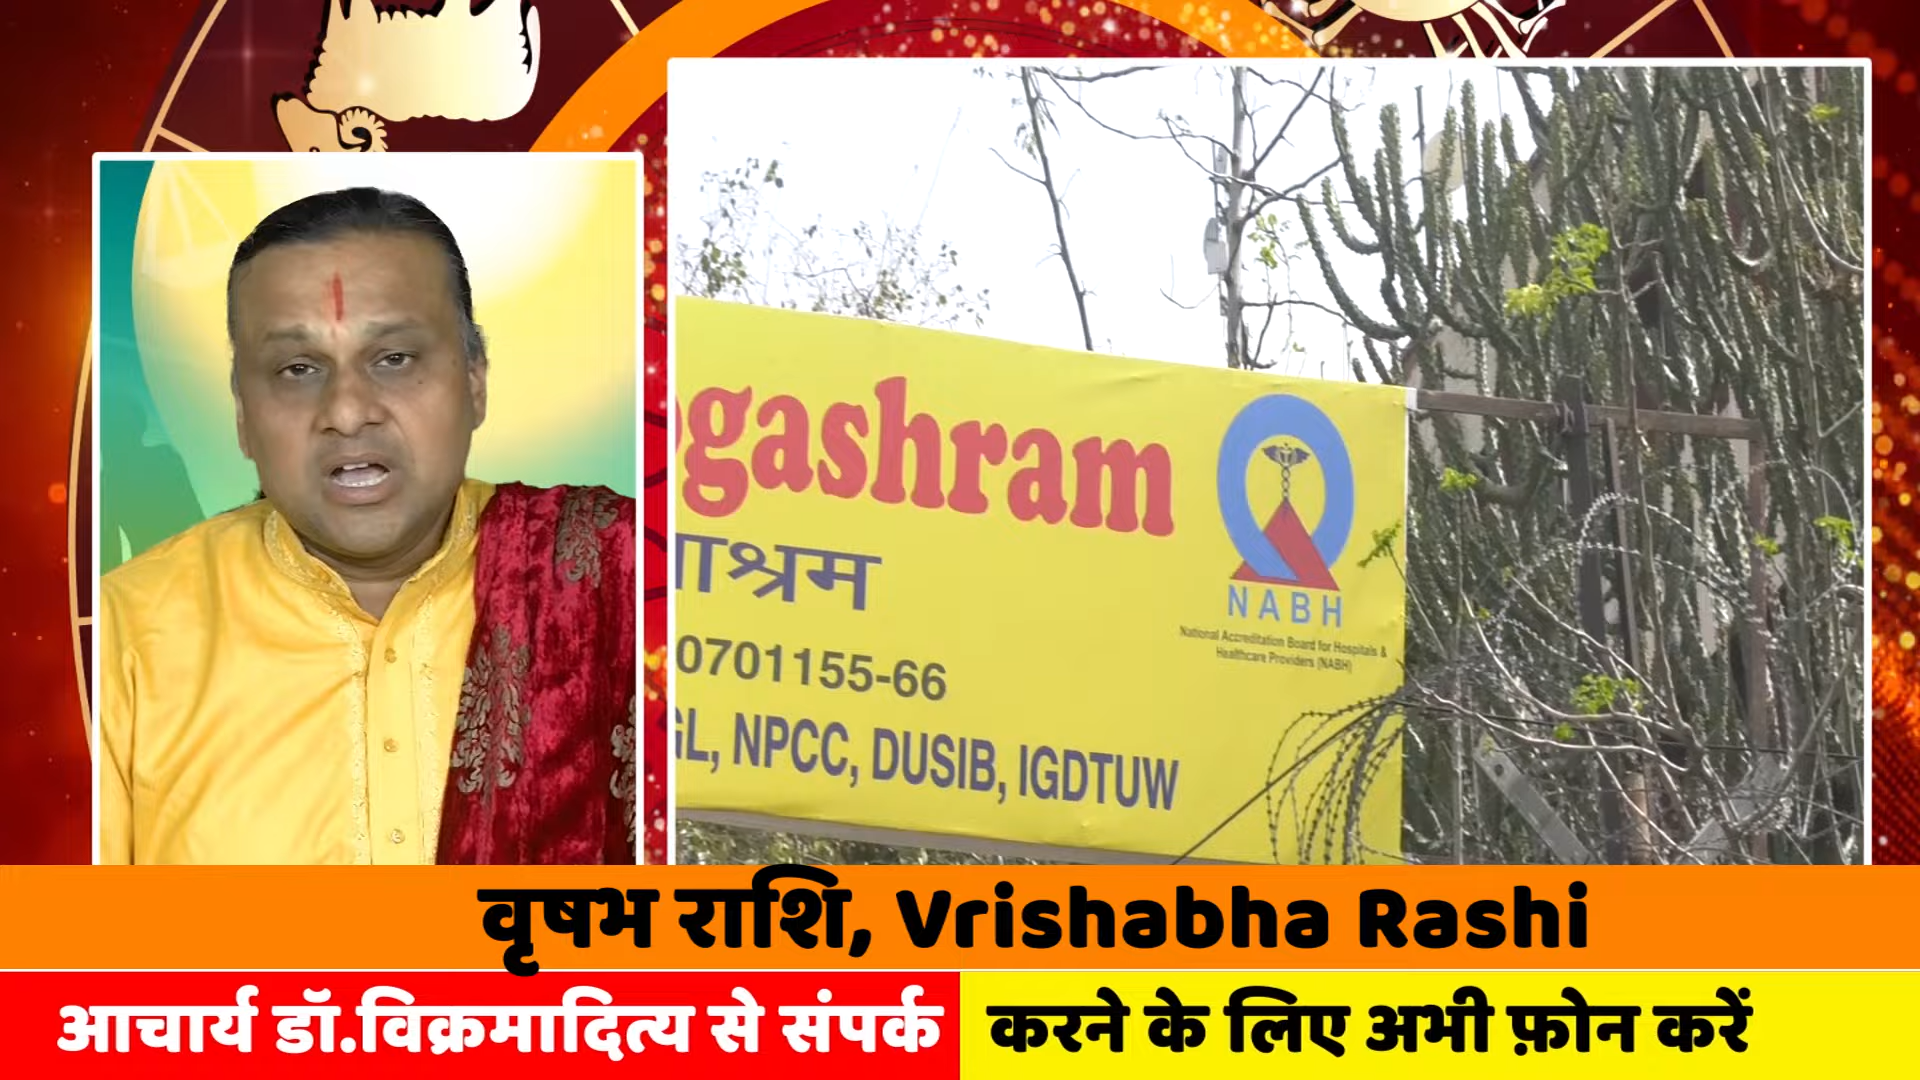 gashram
श्रम
NABH
National Accreditation Board for Hospitals &
Healthcare Providers (NABH)
0701155-66
GL, NPCC, DUSIB, IGDTUW
वृषभ राशि, Vrishabha Rashi
आचार्य डॉ.विक्रमादित्य से संपर्क करने के लिए अभी फ़ोन करें